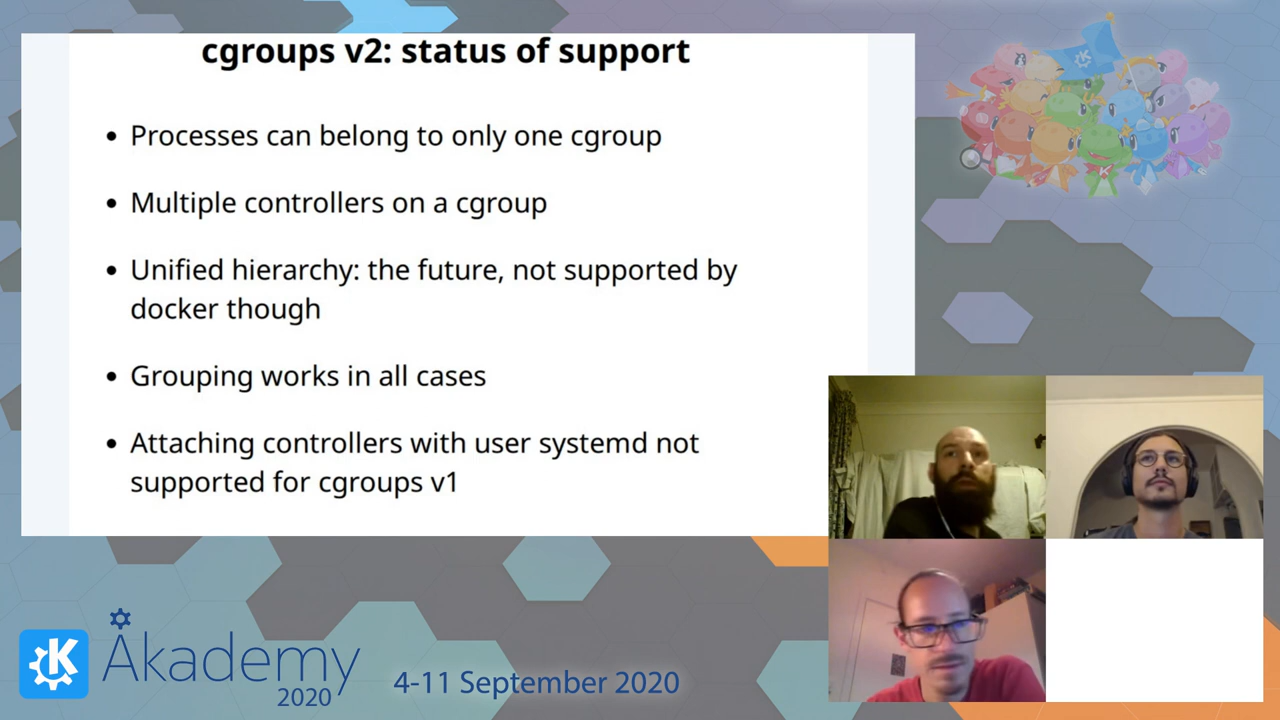 cgroups v2: status of support
• Processes can belong to only one cgroup
• Multiple controllers on a cgroup
• Unified hierarchy: the future, not supported by
docker though
• Grouping works in all cases
• Attaching controllers with user systemd not
supported for cgroups v1
Akademy
2020
4-11 September 2020